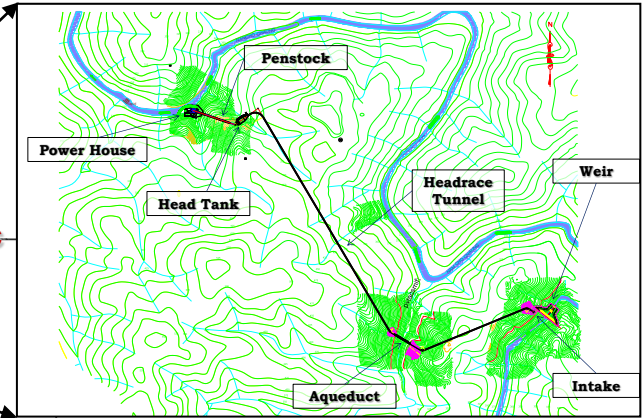 N
Penstock
Power House
Weir
Headrace
Tunnel
Head Tank
Intake
Aqueduct